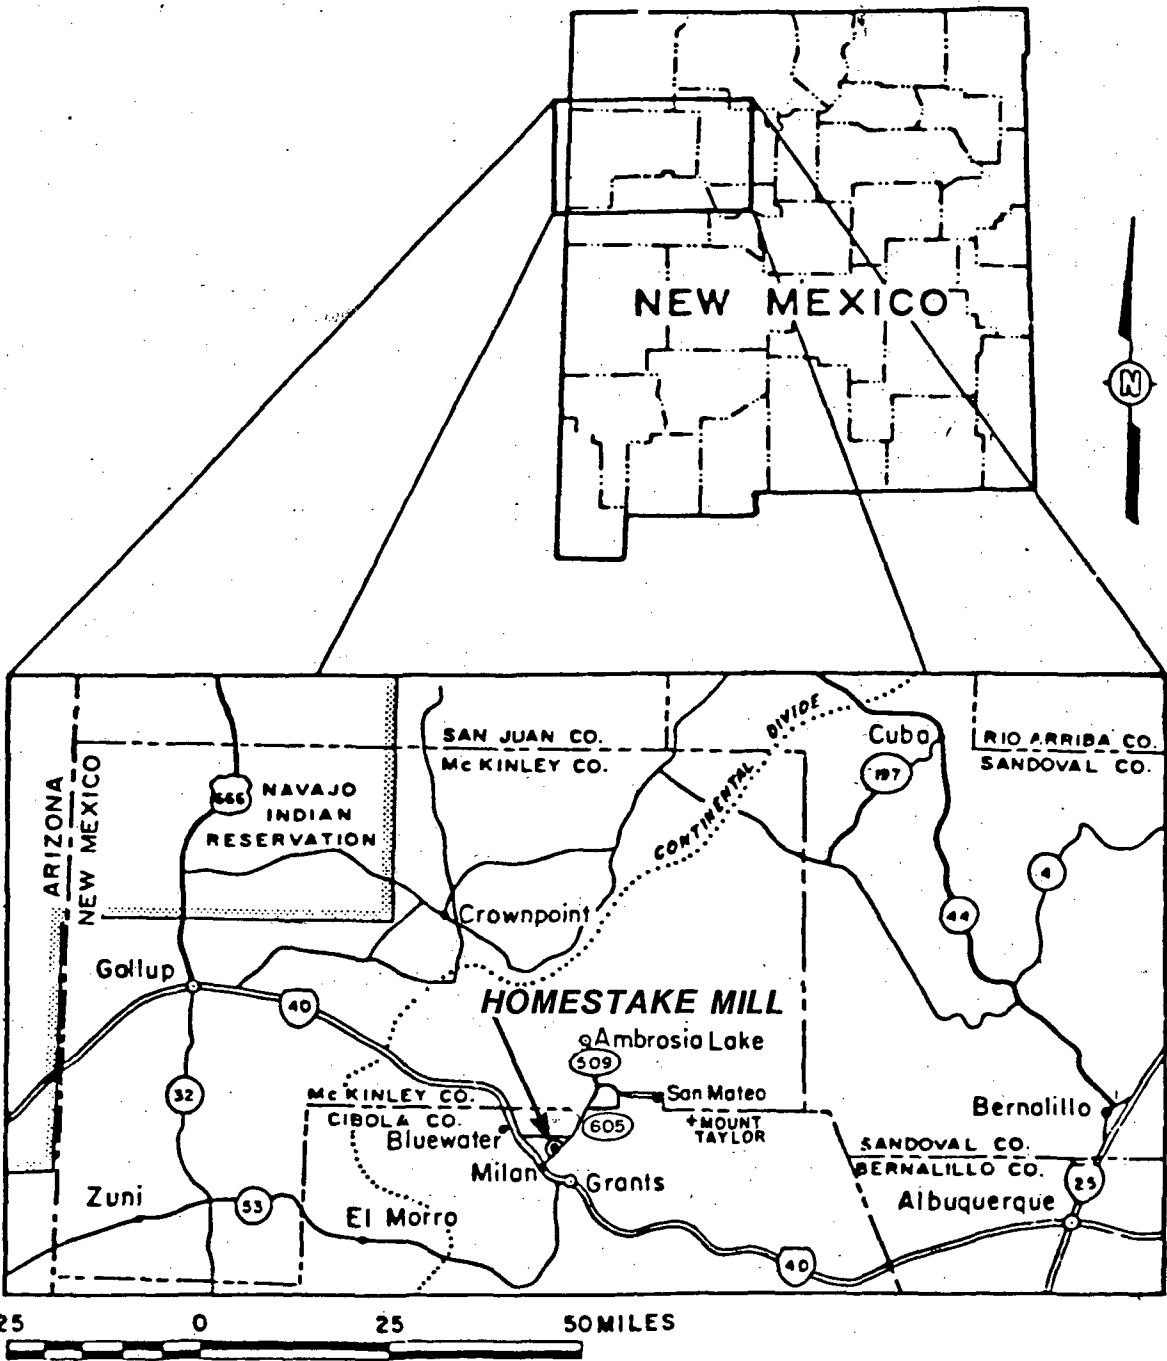 NEW MEXICO
N
SAN JUAN CO.
McKINLEY CO.
CONTINENTAL DIVIDE
Cuba
RIO ARRIBA CO.
SANDOVAL CO.
197
ARIZONA
NEW MEXICO
666
NAVAJO
INDIAN
RESERVATION
4
44
Crownpoint
Gallup
40
HOMESTAKE MILL
Ambrosia Lake
509
32
McKINLEY CO.
CIBOLA CO.
San Mateo
605
+MOUNT
TAYLOR
Bluewater
Milan
Grants
Bernalillo
SANDOVAL CO.
BERNALILLO CO.
25
Albuquerque
Zuni
53
El Morro
40
25 0 25 50 MILES